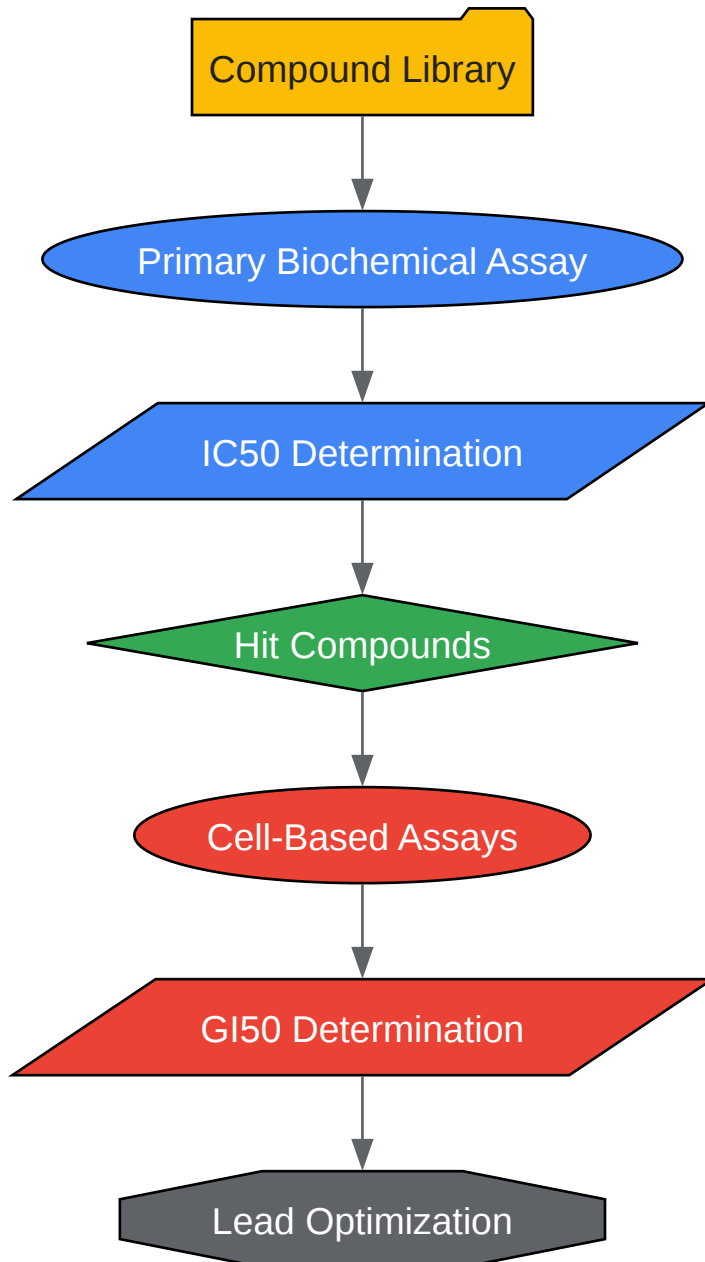 Compound Library
Primary Biochemical Assay
IC50 Determination
Hit Compounds
Cell-Based Assays
GI50 Determination
Lead Optimization